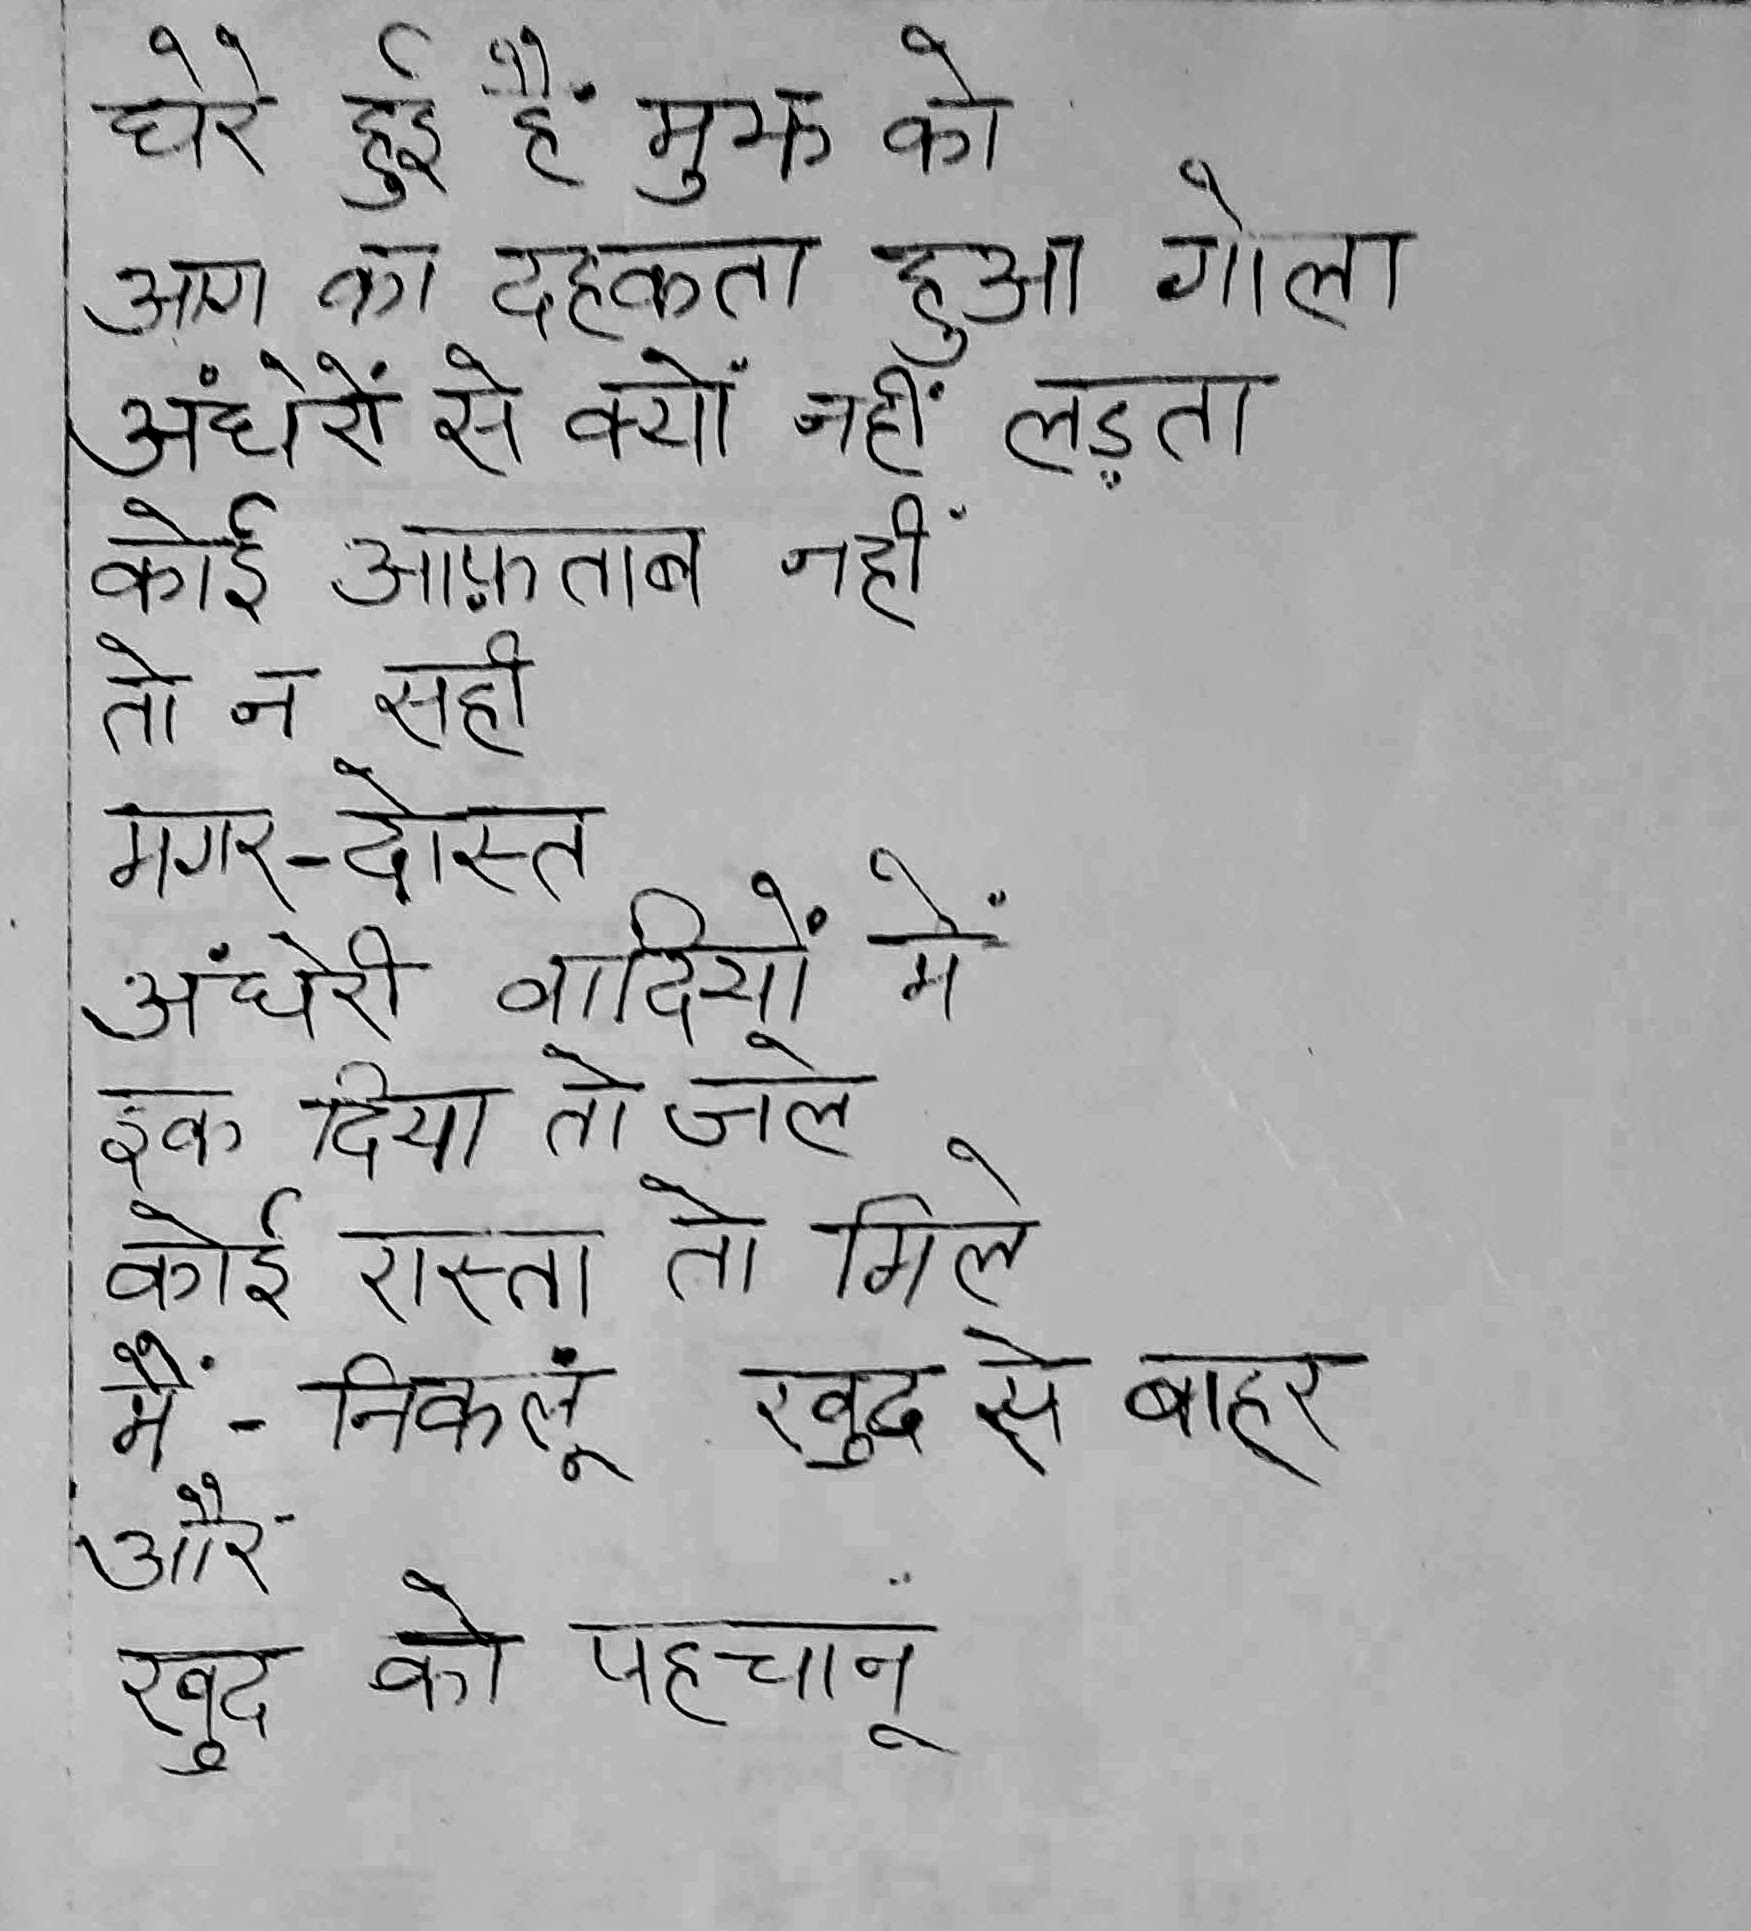 घेरे हुई हैं मुझ को
आग का दहकता हुआ गोला
अंधेरों से क्यों नहीं लड़ता
कोई आफ़ताब नहीं
तो न सही
मगर-दोस्त
अंधेरी वादियों में
इक दिया तो जले
कोई रास्ता तो मिले
मैं - निकलूं खुद से बाहर
और
खुद को पहचानूं